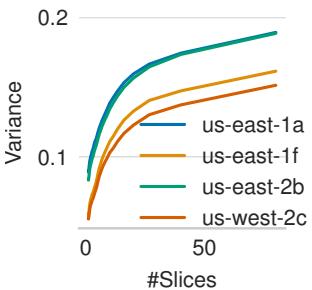 0.2
Variance
0.1
us-east-1a
us-east-1f
us-east-2b
us-west-2c
0 50
#Slices